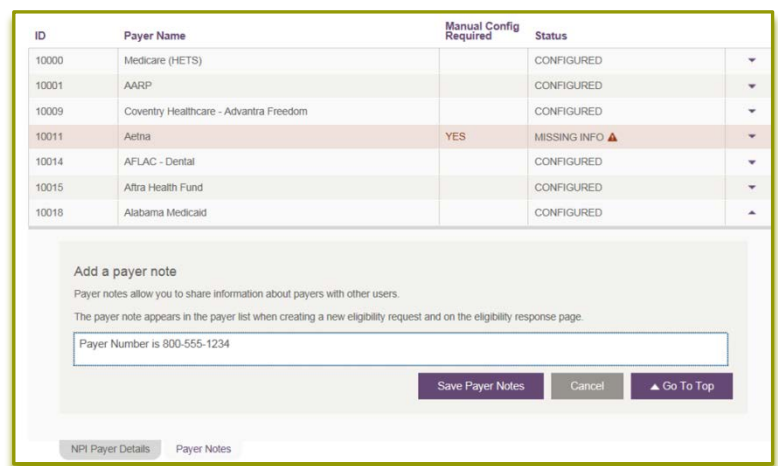 ID Payer Name Manual Config Required Status
10000 Medicare (HETS) CONFIGURED
10001 AARP CONFIGURED
10009 Coventry Healthcare - Advantra Freedom CONFIGURED
10011 Aetna YES MISSING INFO
10014 AFLAC - Dental CONFIGURED
10015 Aftra Health Fund CONFIGURED
10018 Alabama Medicaid CONFIGURED
Add a payer note
Payer notes allow you to share information about payers with other users.
The payer note appears in the payer list when creating a new eligibility request and on the eligibility response page.
Payer Number is 800-555-1234
Save Payer Notes Cancel Go To Top
NPI Payer Details Payer Notes